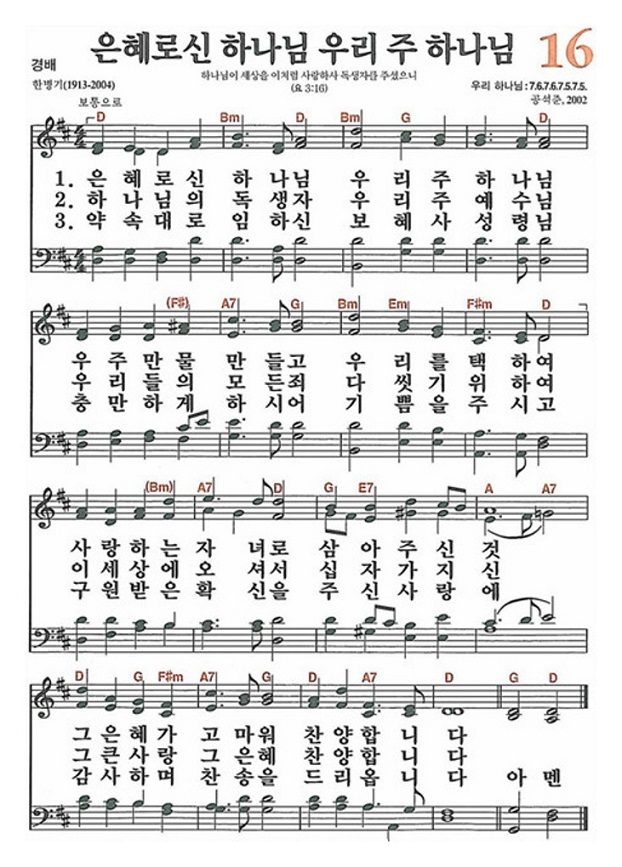 은혜로신 하나님 우리 주 하나님 16
경배
하나님이 세상을 이처럼 사랑하사 독생자를 주셨으니
한병기(1913-2004) (요 3:16) 우리 하나님 : 7.6.7.6.7.5.7.5.
보통으로 공석준, 2002
D Bm D Bm G D
1. 은 혜 로 신 하 나 님 우 리 주 하 나 님
2. 하 나 님 의 독 생 자 우 리 주 예 수 님
3. 약 속 대 로 임 하 신 보 혜 사 성 령 님
(F#) A7 G Bm Em F#m D
우 주 만 물 만 들 고 우 리 를 택 하 여
우 리 들 의 모 든 죄 다 씻 기 위 하 여
충 만 하 게 하 시 어 기 쁨 을 주 시 고
(Bm) A7 G D G E7 A A7
사 랑 하 는 자 녀 로 삼 아 주 신 것
이 세 상 에 오 셔 서 십 자 가 지 신
구 원 받 은 확 신 을 주 신 사 랑 에
D G F#m A7 G D A7 D G D
그 은 혜 가 고 마 워 찬 양 합 니 다
그 큰 사 랑 그 은 혜 찬 양 합 니 다
감 사 하 며 찬 송 을 드 리 옵 니 다 아 멘